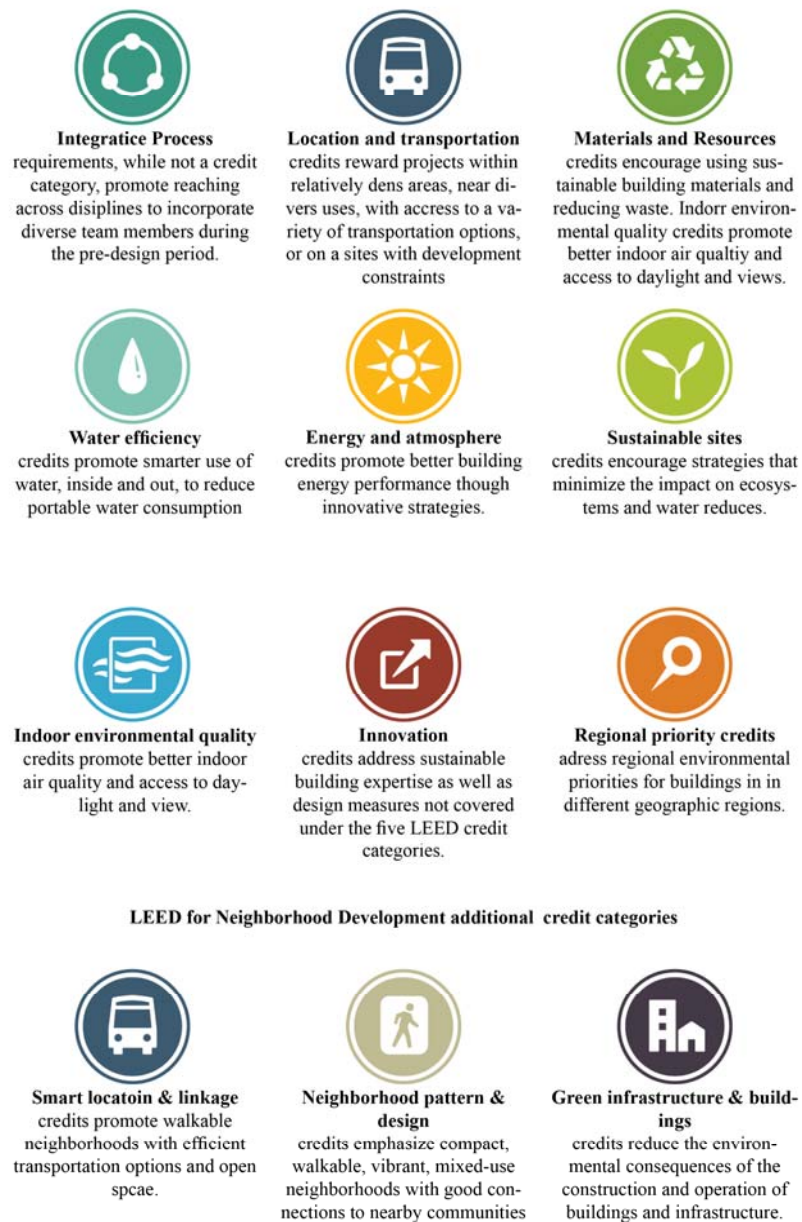 Integratice Process
requirements, while not a credit
category, promote reaching
across disiplines to incorporate
diverse team members during
the pre-design period.
Location and transportation
credits reward projects within
relatively dens areas, near di-
vers uses, with accress to a va-
riety of transportation options,
or on a sites with development
constraints
Materials and Resources
credits encourage using sus-
tainable building materials and
reducing waste. Indorr environ-
mental quality credits promote
better indoor air qualtiy and
access to daylight and views.
Water efficiency
credits promote smarter use of
water, inside and out, to reduce
portable water consumption
Energy and atmosphere
credits promote better building
energy performance though
innovative strategies.
Sustainable sites
credits encourage strategies that
minimize the impact on ecosys-
tems and water reduces.
Indoor environmental quality
credits promote better indoor
air quality and access to day-
light and view.
Innovation
credits address sustainable
building expertise as well as
design measures not covered
under the five LEED credit
categories.
Regional priority credits
adress regional environmental
priorities for buildings in in
different geographic regions.
LEED for Neighborhood Development additional credit categories
Smart locatoin & linkage
credits promote walkable
neighborhoods with efficient
transportation options and open
spcae.
Neighborhood pattern &
design
credits emphasize compact,
walkable, vibrant, mixed-use
neighborhoods with good con-
nections to nearby communities
Green infrastructure & build-
ings
credits reduce the environ-
mental consequences of the
construction and operation of
buildings and infrastructure.